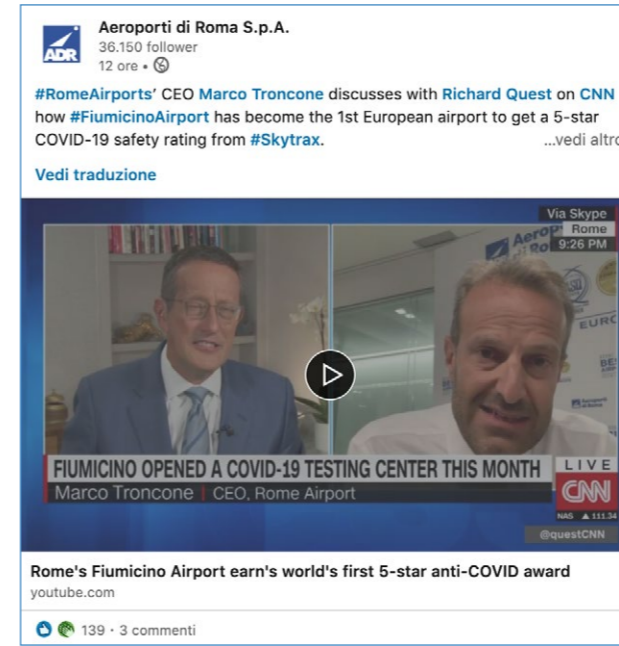 Aeroporti di Roma S.p.A.
ADR
36.150 follower
12 ore •
#RomeAirports’ CEO Marco Troncone discusses with Richard Quest on CNN
how #FiumicinoAirport has become the 1st European airport to get a 5-star
COVID-19 safety rating from #Skytrax.
...vedi altro
Vedi traduzione
Via Skype
Rome
9:26 PM
FIUMICINO OPENED A COVID-19 TESTING CENTER THIS MONTH
Marco Troncone | CEO, Rome Airport
LIVE
CNN
NAS ▲ 111.34
@questCNN
Rome's Fiumicino Airport earn's world's first 5-star anti-COVID award
youtube.com
139 · 3 commenti